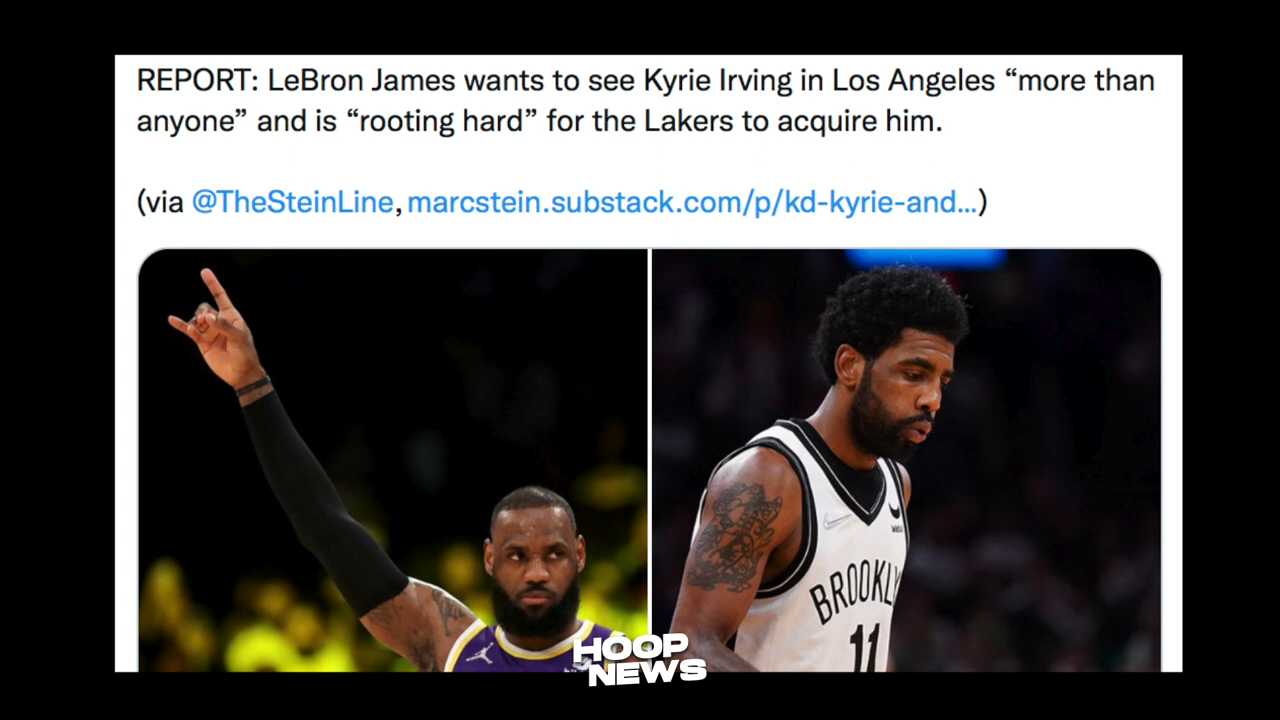 REPORT: LeBron James wants to see Kyrie Irving in Los Angeles “more than
anyone” and is “rooting hard” for the Lakers to acquire him.
(via @TheSteinLine, marcstein.substack.com/p/kd-kyrie-and...)
BROOKLY
11
HOOP
NEWS